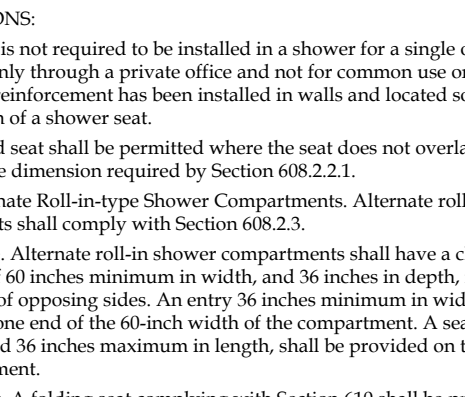 ONS:
is not required to be installed in a shower for a single
nly through a private office and not for common use or
reinforcement has been installed in walls and located so
n of a shower seat.
d seat shall be permitted where the seat does not overla
e dimension required by Section 608.2.2.1.
nate Roll-in-type Shower Compartments. Alternate roll
ts shall comply with Section 608.2.3.
. Alternate roll-in shower compartments shall have a c
f 60 inches minimum in width, and 36 inches in depth,
of opposing sides. An entry 36 inches minimum in wid
one end of the 60-inch width of the compartment. A sea
d 36 inches maximum in length, shall be provided on t
ment.
. A folding seat complying with Section 610 shall be